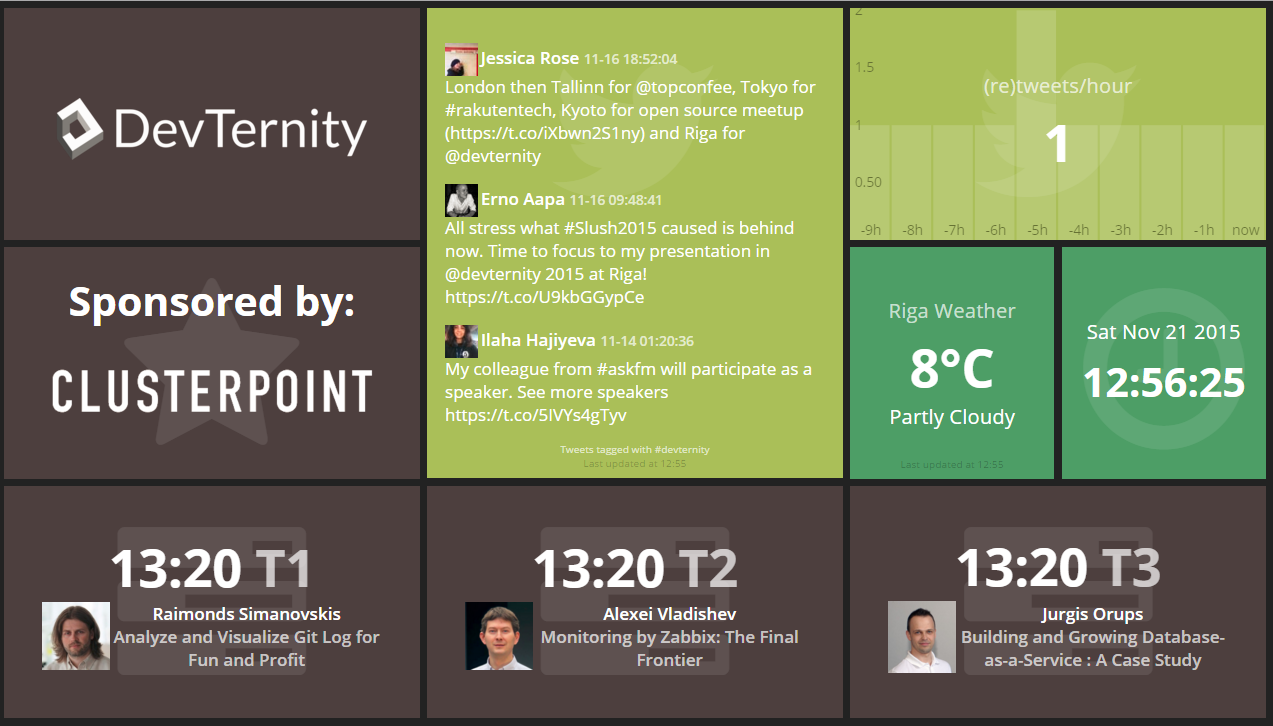 DevTernity
Sponsored by:
CLUSTERPOINT
Jessica Rose 11-16 18:52:04
London then Tallinn for @topconfee, Tokyo for
#rakutentech, Kyoto for open source meetup
(https://t.co/iXbwn2S1ny) and Riga for
@devternity
Erno Aapa 11-16 09:48:41
All stress what #Slush2015 caused is behind
now. Time to focus to my presentation in
@devternity 2015 at Riga!
https://t.co/U9kbGGypCe
Ilaha Hajiyeva 11-14 01:20:36
My colleague from #askfm will participate as a
speaker. See more speakers
https://t.co/5IVYs4gTyv
Tweets tagged with #devternity
Last updated at 12:55
2
1.5
(re)tweets/hour
1
1
0.50
-9h -8h -7h -6h -5h -4h -3h -2h -1h now
Riga Weather
8°C
Partly Cloudy
Last updated at 12:55
Sat Nov 21 2015
12:56:25
13:20 T1
Raimonds Simanovskis
Analyze and Visualize Git Log for
Fun and Profit
13:20 T2
Alexei Vladishev
Monitoring by Zabbix: The Final
Frontier
13:20 T3
Jurgis Orups
Building and Growing Database-
as-a-Service : A Case Study